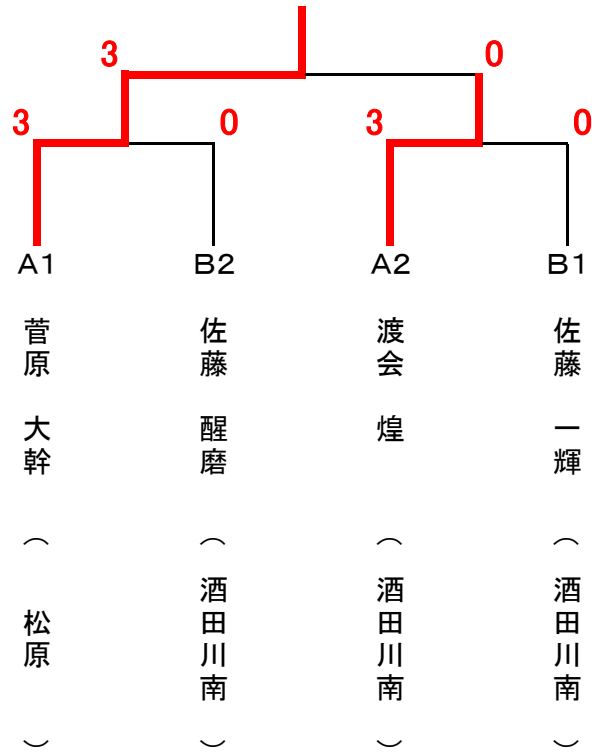 3 0
3 0 3 0
A1 B2 A2 B1
菅原 大幹 （ 松原 ）
佐藤 醒磨 （ 酒田川南 ）
渡会 煌 （ 酒田川南 ）
佐藤 一輝 （ 酒田川南 ）